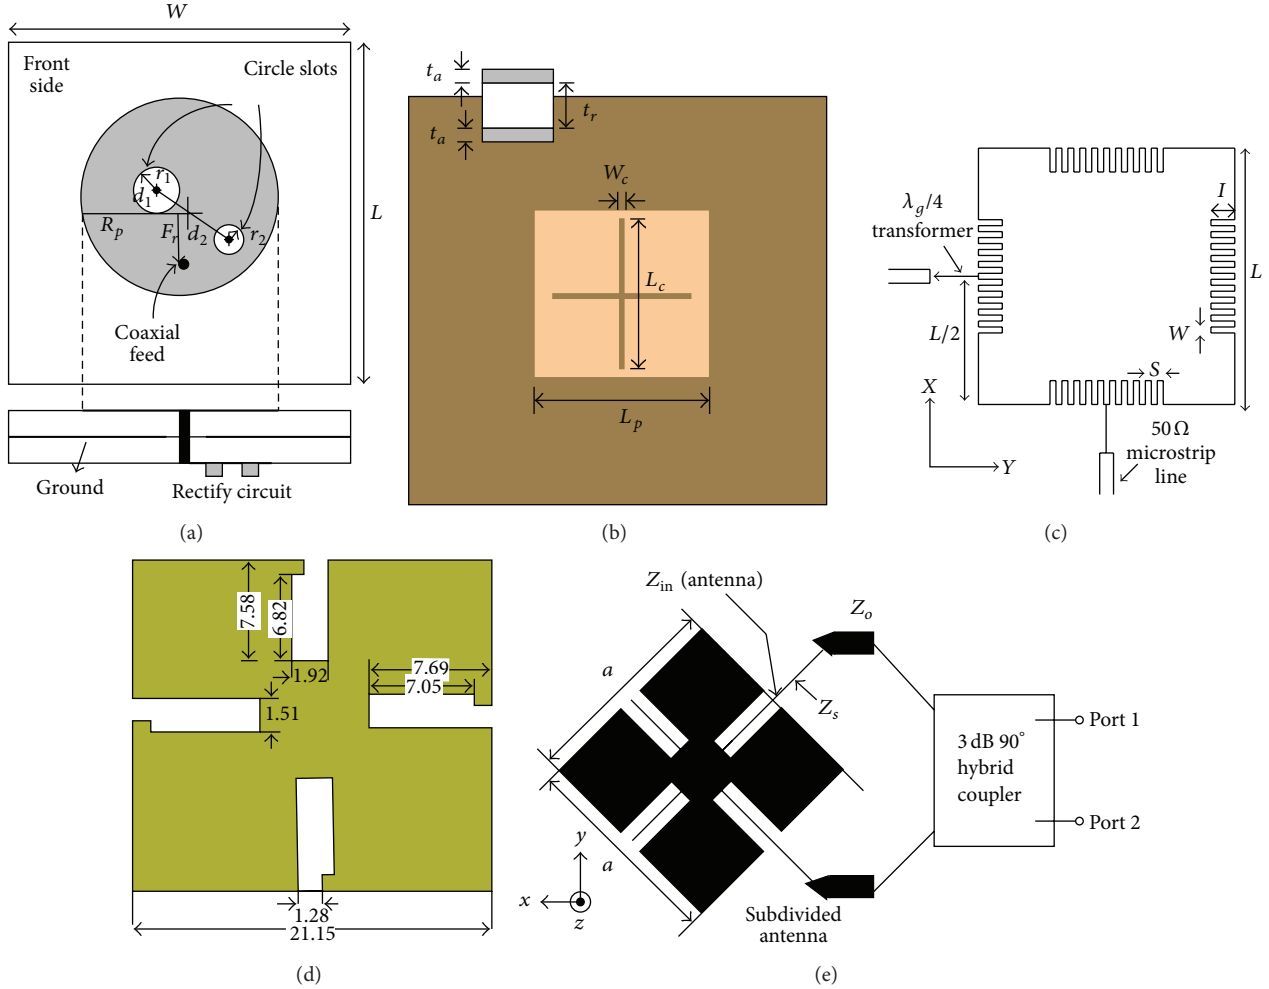 W
Front
side
Circle slots
r1
d1
Rp
Fr
d2
r2
L
Coaxial
feed
Ground
Rectify circuit
(a)
ta
tr
ta
Wc
Lc
Lp
(b)
λg/4
transformer
I
L
L/2
W
S
X
Y
50 Ω
microstrip
line
(c)
7.58
6.82
1.92
7.69
7.05
1.51
1.28
21.15
(d)
Zin (antenna)
Zo
a
Zs
3 dB 90°
hybrid
coupler
Port 1
Port 2
a
y
x
z
Subdivided
antenna
(e)